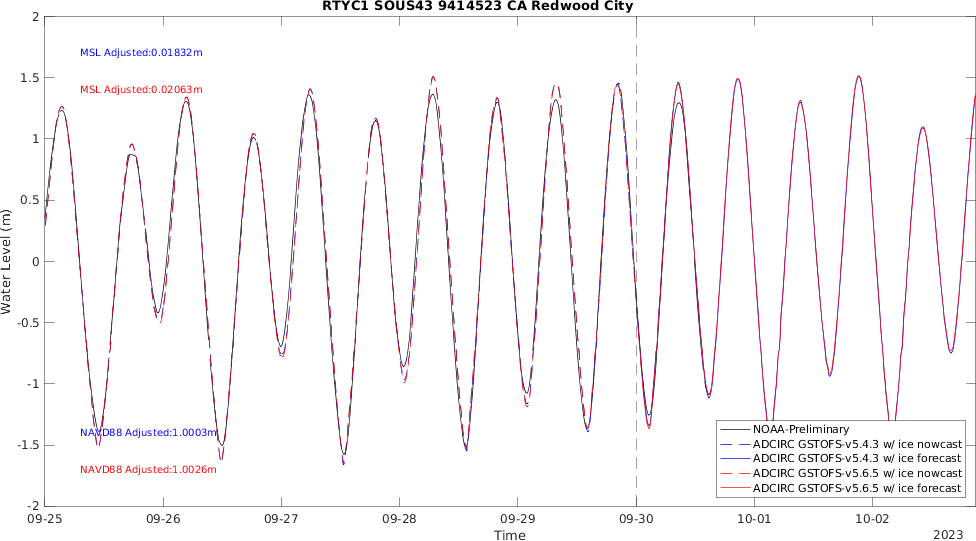 RTYC1 SOUS43 9414523 CA Redwood City
2
1.5
1
0.5
0
-0.5
-1
-1.5
-2
Water Level (m)
MSL Adjusted:0.01832m
MSL Adjusted:0.02063m
NAVD88 Adjusted:1.0003m
NAVD88 Adjusted:1.0026m
NOAA-Preliminary
ADCIRC GSTOFS-v5.4.3 w/ ice nowcast
ADCIRC GSTOFS-v5.4.3 w/ ice forecast
ADCIRC GSTOFS-v5.6.5 w/ ice nowcast
ADCIRC GSTOFS-v5.6.5 w/ ice forecast
09-25 09-26 09-27 09-28 09-29 09-30 10-01 10-02
Time
2023